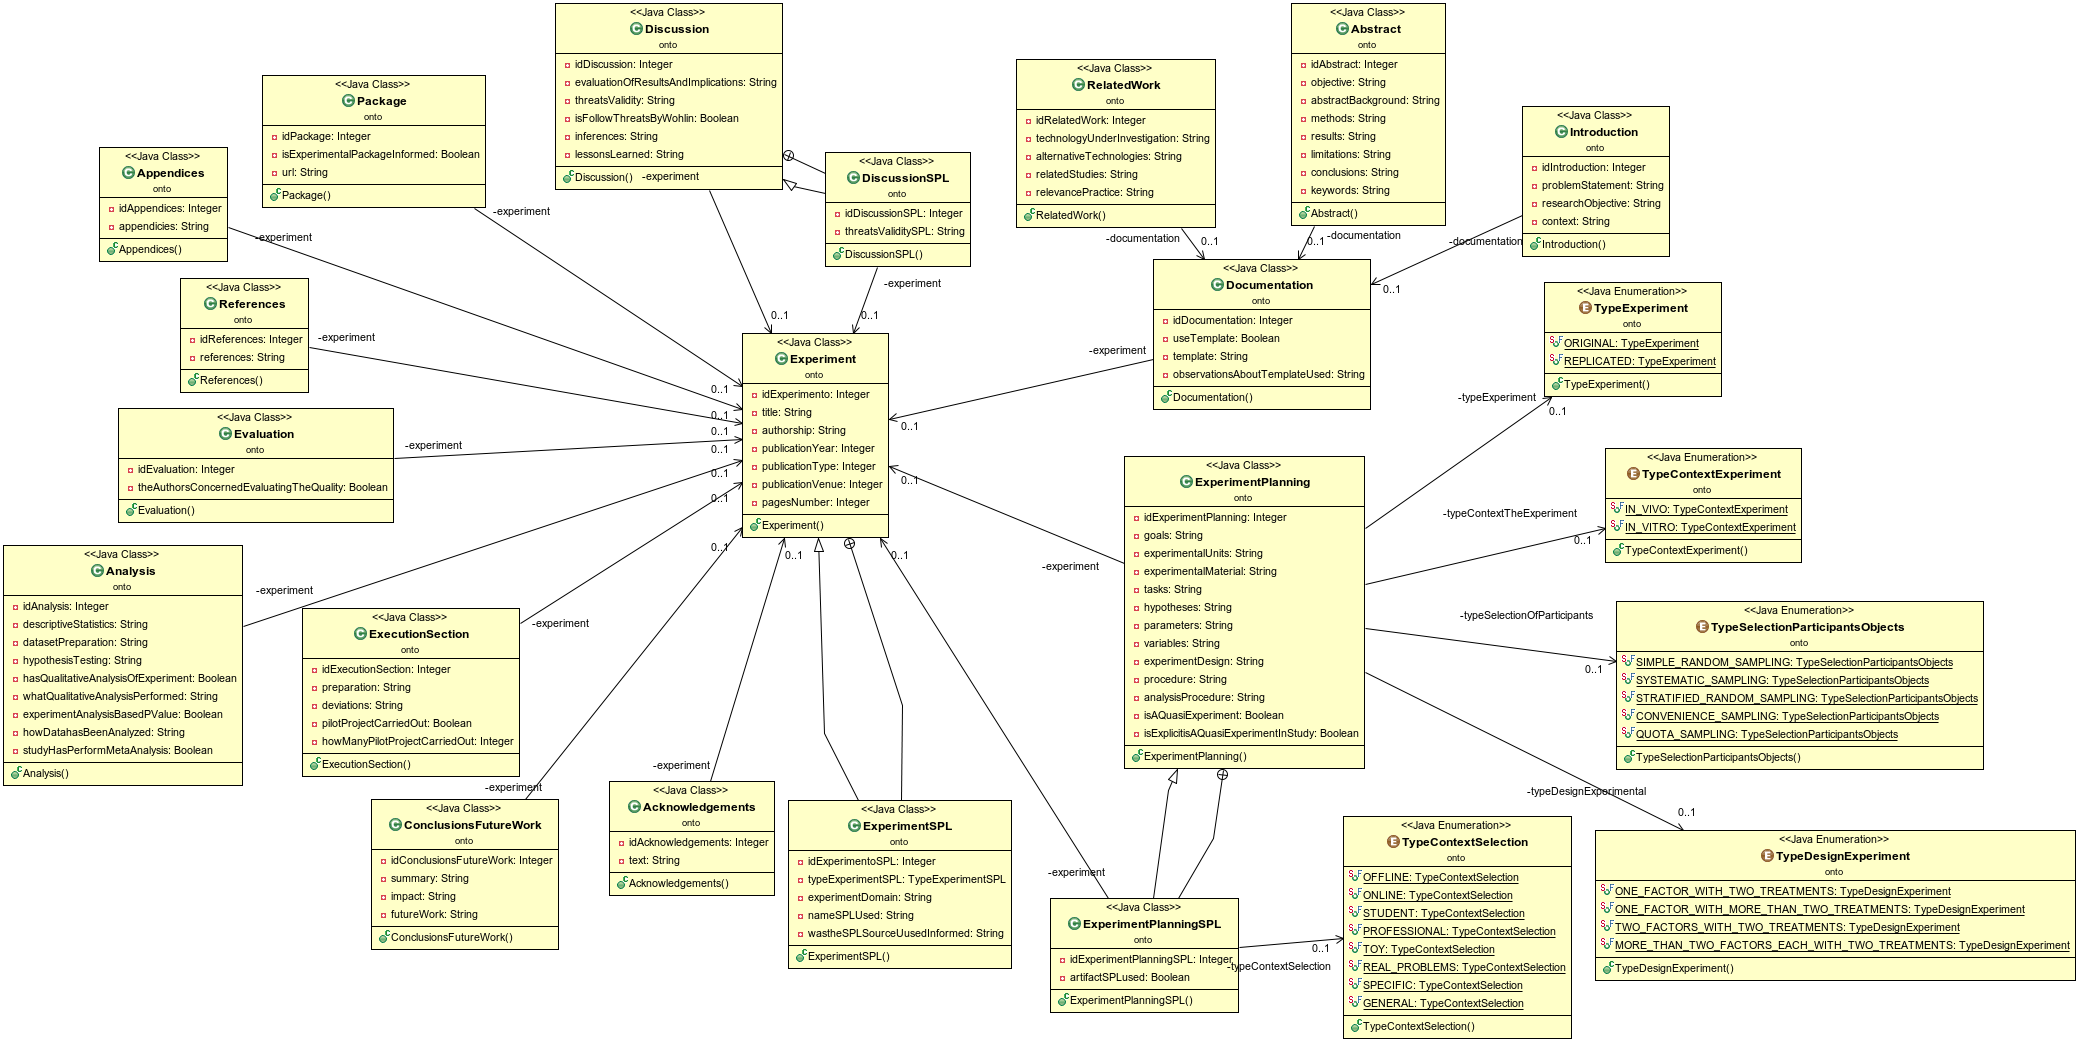 <<Java Class>>
Discussion
onto
idDiscussion: Integer
evaluationOfResultsAndImplications: String
threatsValidity: String
isFollowThreatsByWohlin: Boolean
inferences: String
lessonsLearned: String
Discussion()
-experiment
0..1
<<Java Class>>
Abstract
onto
idAbstract: Integer
objective: String
abstractBackground: String
methods: String
results: String
limitations: String
conclusions: String
keywords: String
Abstract()
-documentation
0..1
<<Java Class>>
RelatedWork
onto
idRelatedWork: Integer
technologyUnderInvestigation: String
alternativeTechnologies: String
relatedStudies: String
relevancePractice: String
RelatedWork()
-documentation
0..1
<<Java Class>>
Package
onto
idPackage: Integer
isExperimentalPackageInformed: Boolean
url: String
Package()
-experiment
0..1
<<Java Class>>
Introduction
onto
idIntroduction: Integer
problemStatement: String
researchObjective: String
context: String
Introduction()
-documentation
0..1
<<Java Class>>
Appendices
onto
idAppendices: Integer
appendicies: String
Appendices()
-experiment
0..1
<<Java Class>>
DiscussionSPL
onto
idDiscussionSPL: Integer
threatsValiditySPL: String
DiscussionSPL()
-experiment
0..1
<<Java Class>>
Documentation
onto
idDocumentation: Integer
useTemplate: Boolean
template: String
observationsAboutTemplateUsed: String
Documentation()
-experiment
0..1
<<Java Class>>
References
onto
idReferences: Integer
references: String
References()
-experiment
0..1
<<Java Enumeration>>
TypeExperiment
onto
ORIGINAL: TypeExperiment
REPLICATED: TypeExperiment
TypeExperiment()
-typeExperiment
0..1
<<Java Class>>
Experiment
onto
idExperimento: Integer
title: String
authorship: String
publicationYear: Integer
publicationType: Integer
publicationVenue: Integer
pagesNumber: Integer
Experiment()
<<Java Class>>
Evaluation
onto
idEvaluation: Integer
theAuthorsConcernedEvaluatingTheQuality: Boolean
Evaluation()
-experiment
0..1
<<Java Class>>
ExperimentPlanning
onto
idExperimentPlanning: Integer
goals: String
experimentalUnits: String
experimentalMaterial: String
tasks: String
hypotheses: String
parameters: String
variables: String
experimentDesign: String
procedure: String
analysisProcedure: String
isAQuasiExperiment: Boolean
isExplicitisAQuasiExperimentInStudy: Boolean
ExperimentPlanning()
-experiment
0..1
<<Java Enumeration>>
TypeContextExperiment
onto
IN_VIVO: TypeContextExperiment
IN_VITRO: TypeContextExperiment
TypeContextExperiment()
-typeContextTheExperiment
0..1
<<Java Class>>
Analysis
onto
idAnalysis: Integer
descriptiveStatistics: String
datasetPreparation: String
hypothesisTesting: String
hasQualitativeAnalysisOfExperiment: Boolean
whatQualitativeAnalysisPerformed: String
experimentAnalysisBasedPValue: Boolean
howDatahasBeenAnalyzed: String
studyHasPerformMetaAnalysis: Boolean
Analysis()
-experiment
0..1
<<Java Enumeration>>
TypeSelectionParticipantsObjects
onto
SIMPLE_RANDOM_SAMPLING: TypeSelectionParticipantsObjects
SYSTEMATIC_SAMPLING: TypeSelectionParticipantsObjects
STRATIFIED_RANDOM_SAMPLING: TypeSelectionParticipantsObjects
CONVENIENCE_SAMPLING: TypeSelectionParticipantsObjects
QUOTA_SAMPLING: TypeSelectionParticipantsObjects
TypeSelectionParticipantsObjects()
-typeSelectionOfParticipants
0..1
<<Java Class>>
ExecutionSection
onto
idExecutionSection: Integer
preparation: String
deviations: String
pilotProjectCarriedOut: Boolean
howManyPilotProjectCarriedOut: Integer
ExecutionSection()
-experiment
0..1
<<Java Class>>
ConclusionsFutureWork
onto
idConclusionsFutureWork: Integer
summary: String
impact: String
futureWork: String
ConclusionsFutureWork()
-experiment
0..1
<<Java Class>>
Acknowledgements
onto
idAcknowledgements: Integer
text: String
Acknowledgements()
-experiment
0..1
<<Java Class>>
ExperimentSPL
onto
idExperimentoSPL: Integer
typeExperimentSPL: TypeExperimentSPL
experimentDomain: String
nameSPLUsed: String
wastheSPLSourceUusedInformed: String
ExperimentSPL()
<<Java Class>>
ExperimentPlanningSPL
onto
idExperimentPlanningSPL: Integer
artifactSPLused: Boolean
ExperimentPlanningSPL()
-experiment
0..1
<<Java Enumeration>>
TypeContextSelection
onto
OFFLINE: TypeContextSelection
ONLINE: TypeContextSelection
STUDENT: TypeContextSelection
PROFESSIONAL: TypeContextSelection
TOY: TypeContextSelection
REAL_PROBLEMS: TypeContextSelection
SPECIFIC: TypeContextSelection
GENERAL: TypeContextSelection
TypeContextSelection()
-typeContextSelection
0..1
<<Java Enumeration>>
TypeDesignExperiment
onto
ONE_FACTOR_WITH_TWO_TREATMENTS: TypeDesignExperiment
ONE_FACTOR_WITH_MORE_THAN_TWO_TREATMENTS: TypeDesignExperiment
TWO_FACTORS_WITH_TWO_TREATMENTS: TypeDesignExperiment
MORE_THAN_TWO_FACTORS_EACH_WITH_TWO_TREATMENTS: TypeDesignExperiment
TypeDesignExperiment()
-typeDesignExperimental
0..1